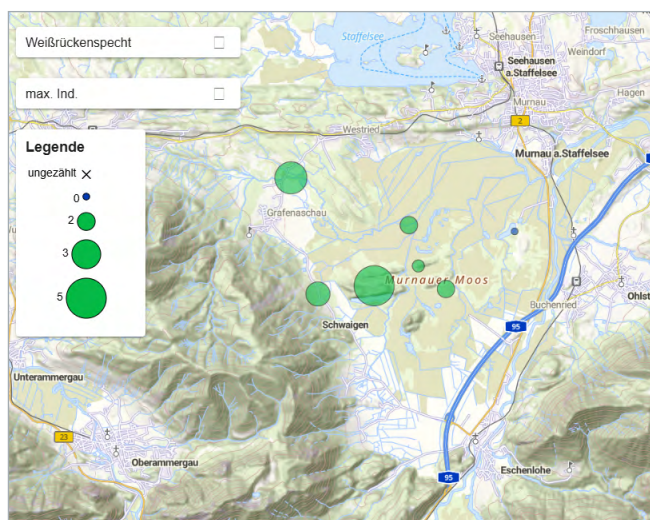 Weißrückenspecht
max. Ind.
Legende
ungezählt
0
2
3
5
Staffelsee
Seehausen
Froschhausen
Weindorf
Seehausen
a.Staffelsee
Hagen
Murnau
2
Westried
Murnau a.Staffelsee
Grafenaschau
Murnauer Moos
Buchenried
Ohlst
Schwaigen
95
Unterammergau
23
Oberammergau
Eschenlohe
95